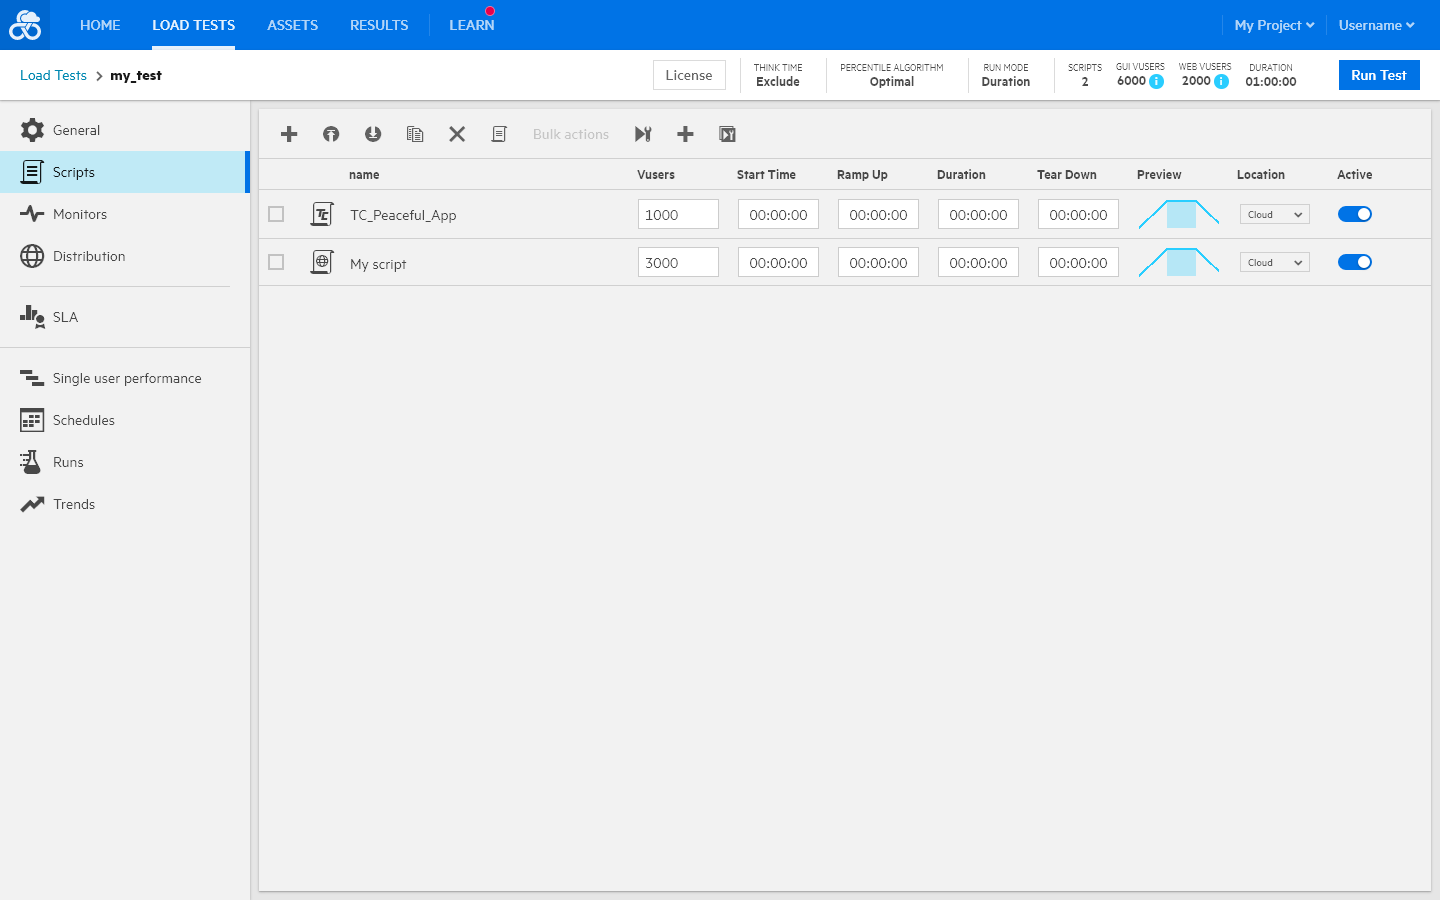 HOME LOAD TESTS ASSETS RESULTS LEARN My Project Username
Load Tests > my_test
License
THINK TIME
Exclude
PERCENTILE ALGORITHM
Optimal
RUN MODE
Duration
SCRIPTS
2
GUI VUSERS
6000 i
WEB VUSERS
2000 i
DURATION
01:00:00
Run Test
General
Scripts
Monitors
Distribution
SLA
Single user performance
Schedules
Runs
Trends
Bulk actions
name Vusers Start Time Ramp Up Duration Tear Down Preview Location Active
TC TC_Peaceful_App 1000 00:00:00 00:00:00 00:00:00 00:00:00 Cloud
My script 3000 00:00:00 00:00:00 00:00:00 00:00:00 Cloud